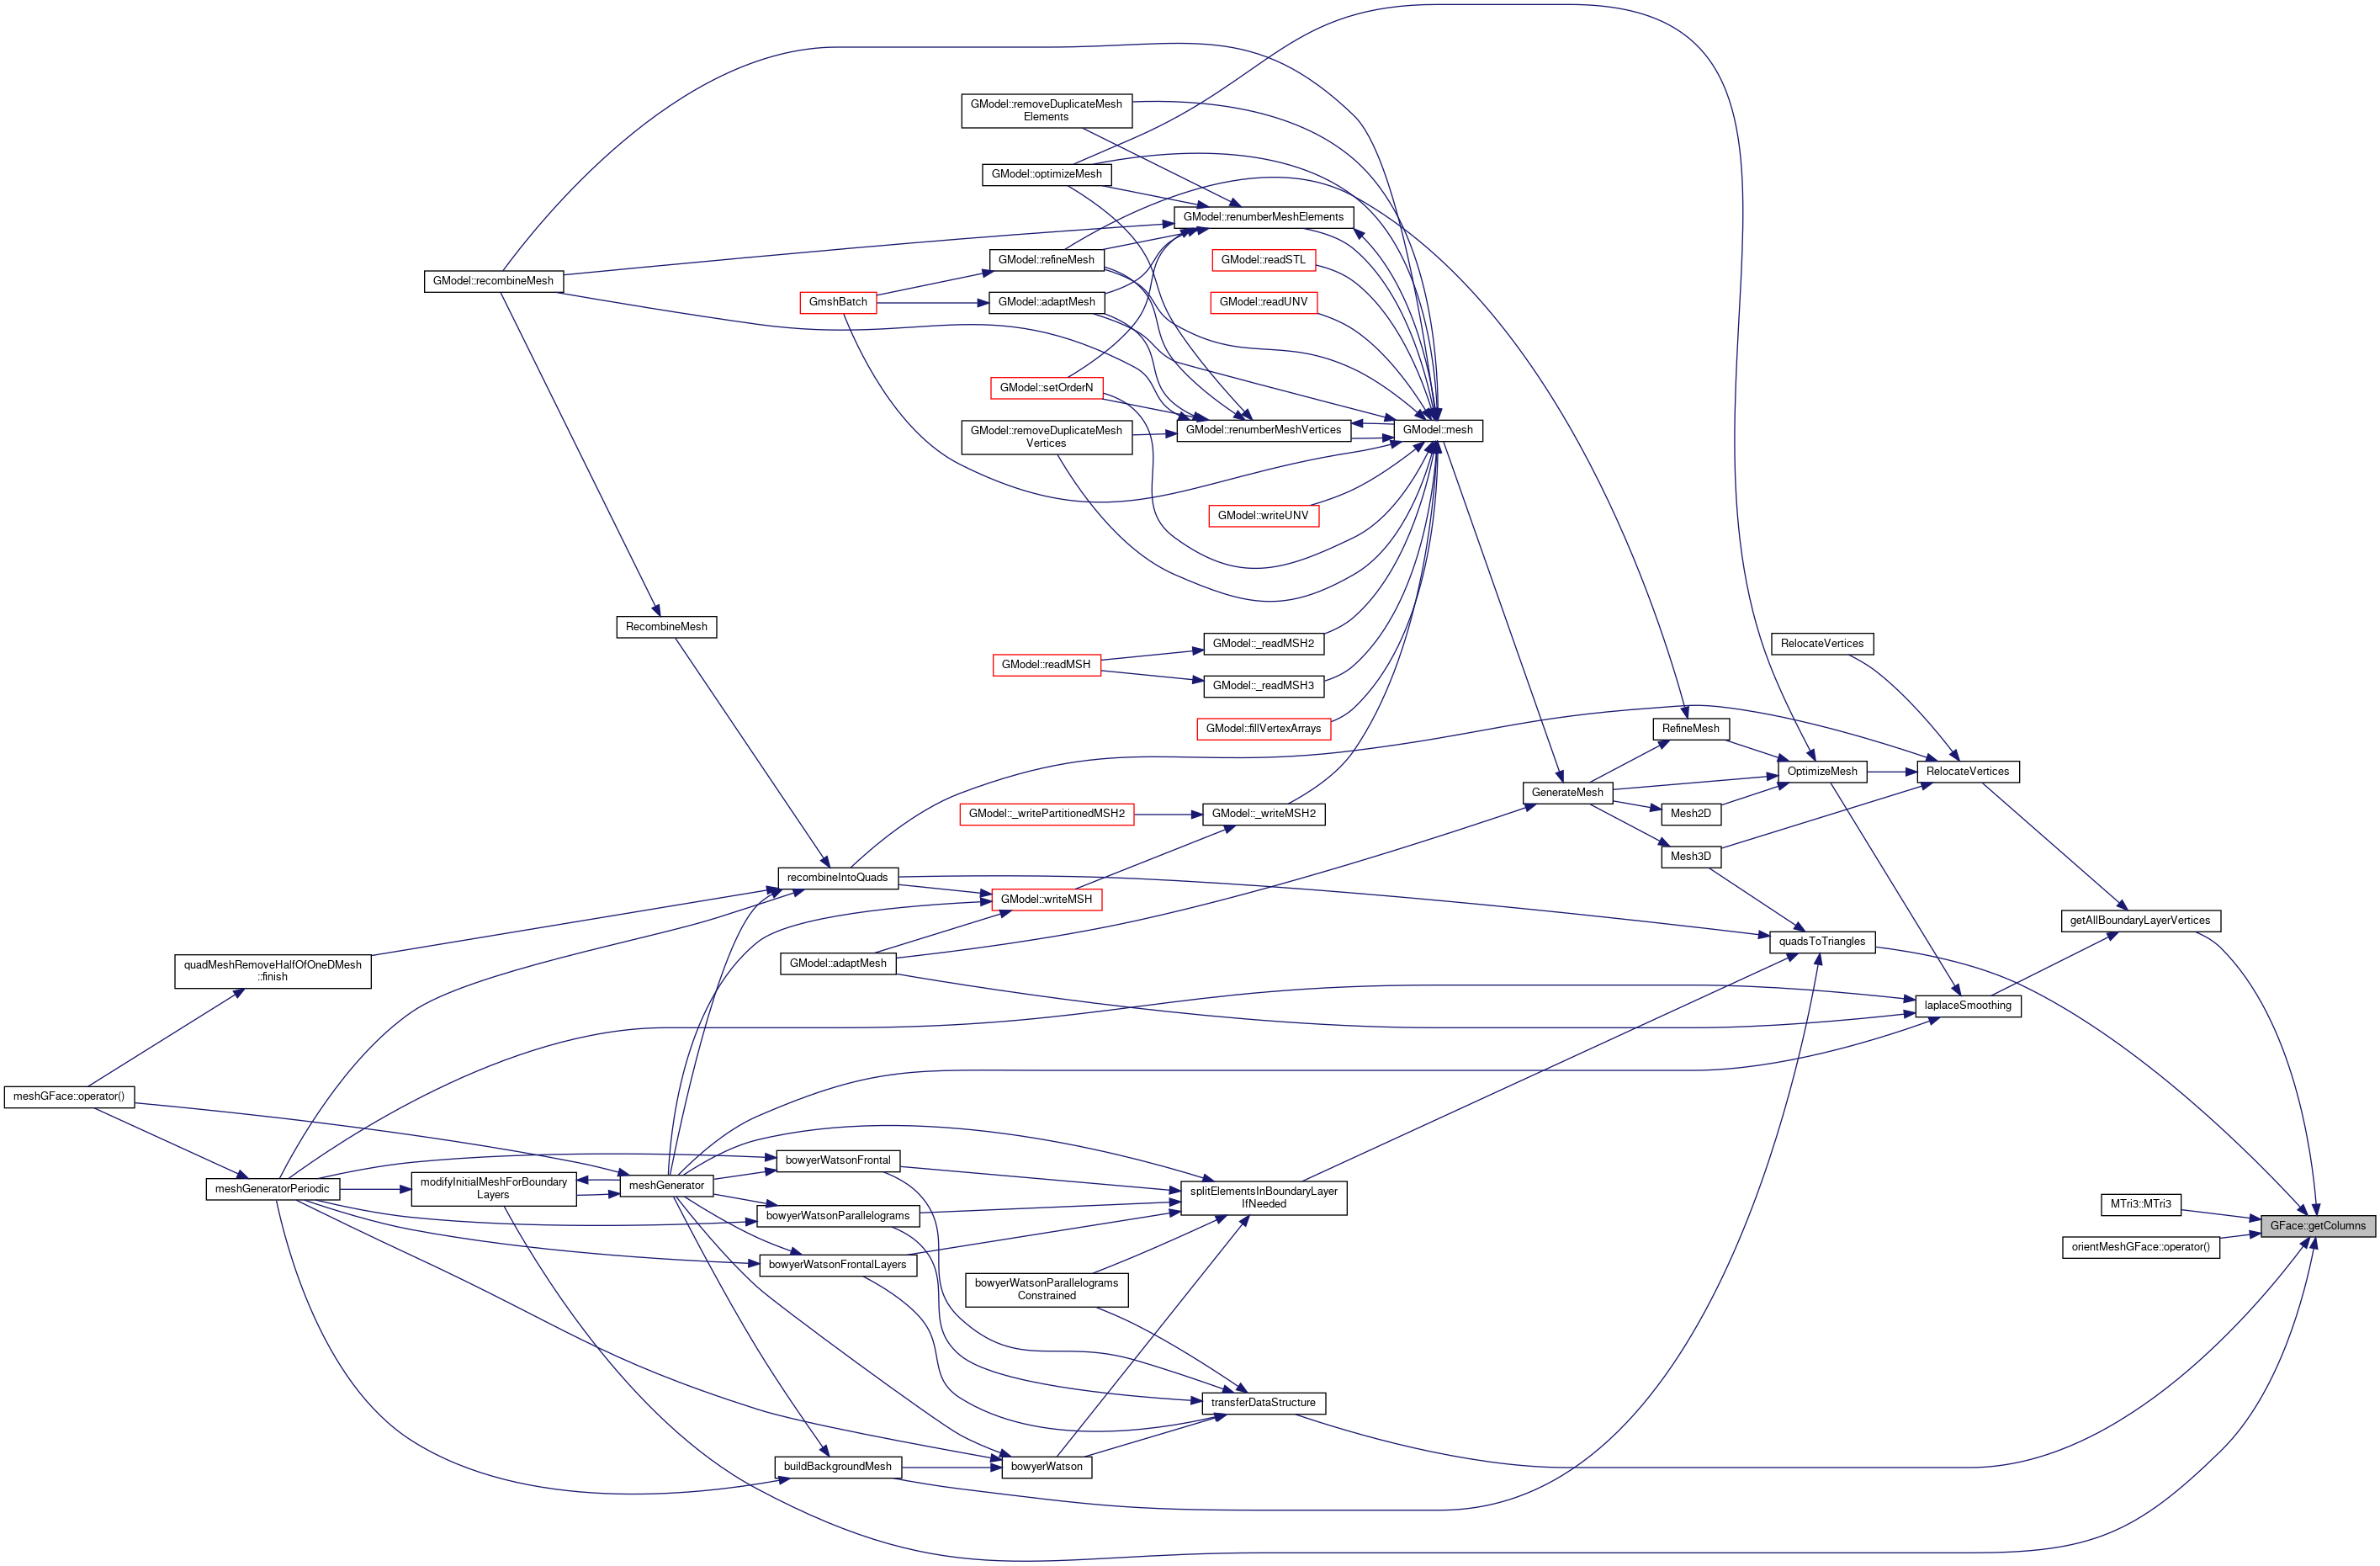 GModel::removeDuplicateMesh
Elements
GModel::optimizeMesh
GModel::renumberMeshElements
GModel::refineMesh
GModel::readSTL
GModel::recombineMesh
GmshBatch
GModel::adaptMesh
GModel::readUNV
GModel::setOrderN
GModel::removeDuplicateMesh
Vertices
GModel::renumberMeshVertices
GModel::mesh
GModel::writeUNV
RecombineMesh
GModel::_readMSH2
RelocateVertices
GModel::readMSH
GModel::_readMSH3
GModel::fillVertexArrays
RefineMesh
OptimizeMesh
RelocateVertices
GenerateMesh
GModel::_writePartitionedMSH2
GModel::_writeMSH2
Mesh2D
Mesh3D
recombineIntoQuads
GModel::writeMSH
getAllBoundaryLayerVertices
quadsToTriangles
quadMeshRemoveHalfOfOneDMesh
::finish
GModel::adaptMesh
laplaceSmoothing
meshGFace::operator()
bowyerWatsonFrontal
meshGeneratorPeriodic
modifyInitialMeshForBoundary
Layers
meshGenerator
splitElementsInBoundaryLayer
IfNeeded
MTri3::MTri3
bowyerWatsonParallelograms
GFace::getColumns
orientMeshGFace::operator()
bowyerWatsonFrontalLayers
bowyerWatsonParallelograms
Constrained
transferDataStructure
buildBackgroundMesh
bowyerWatson